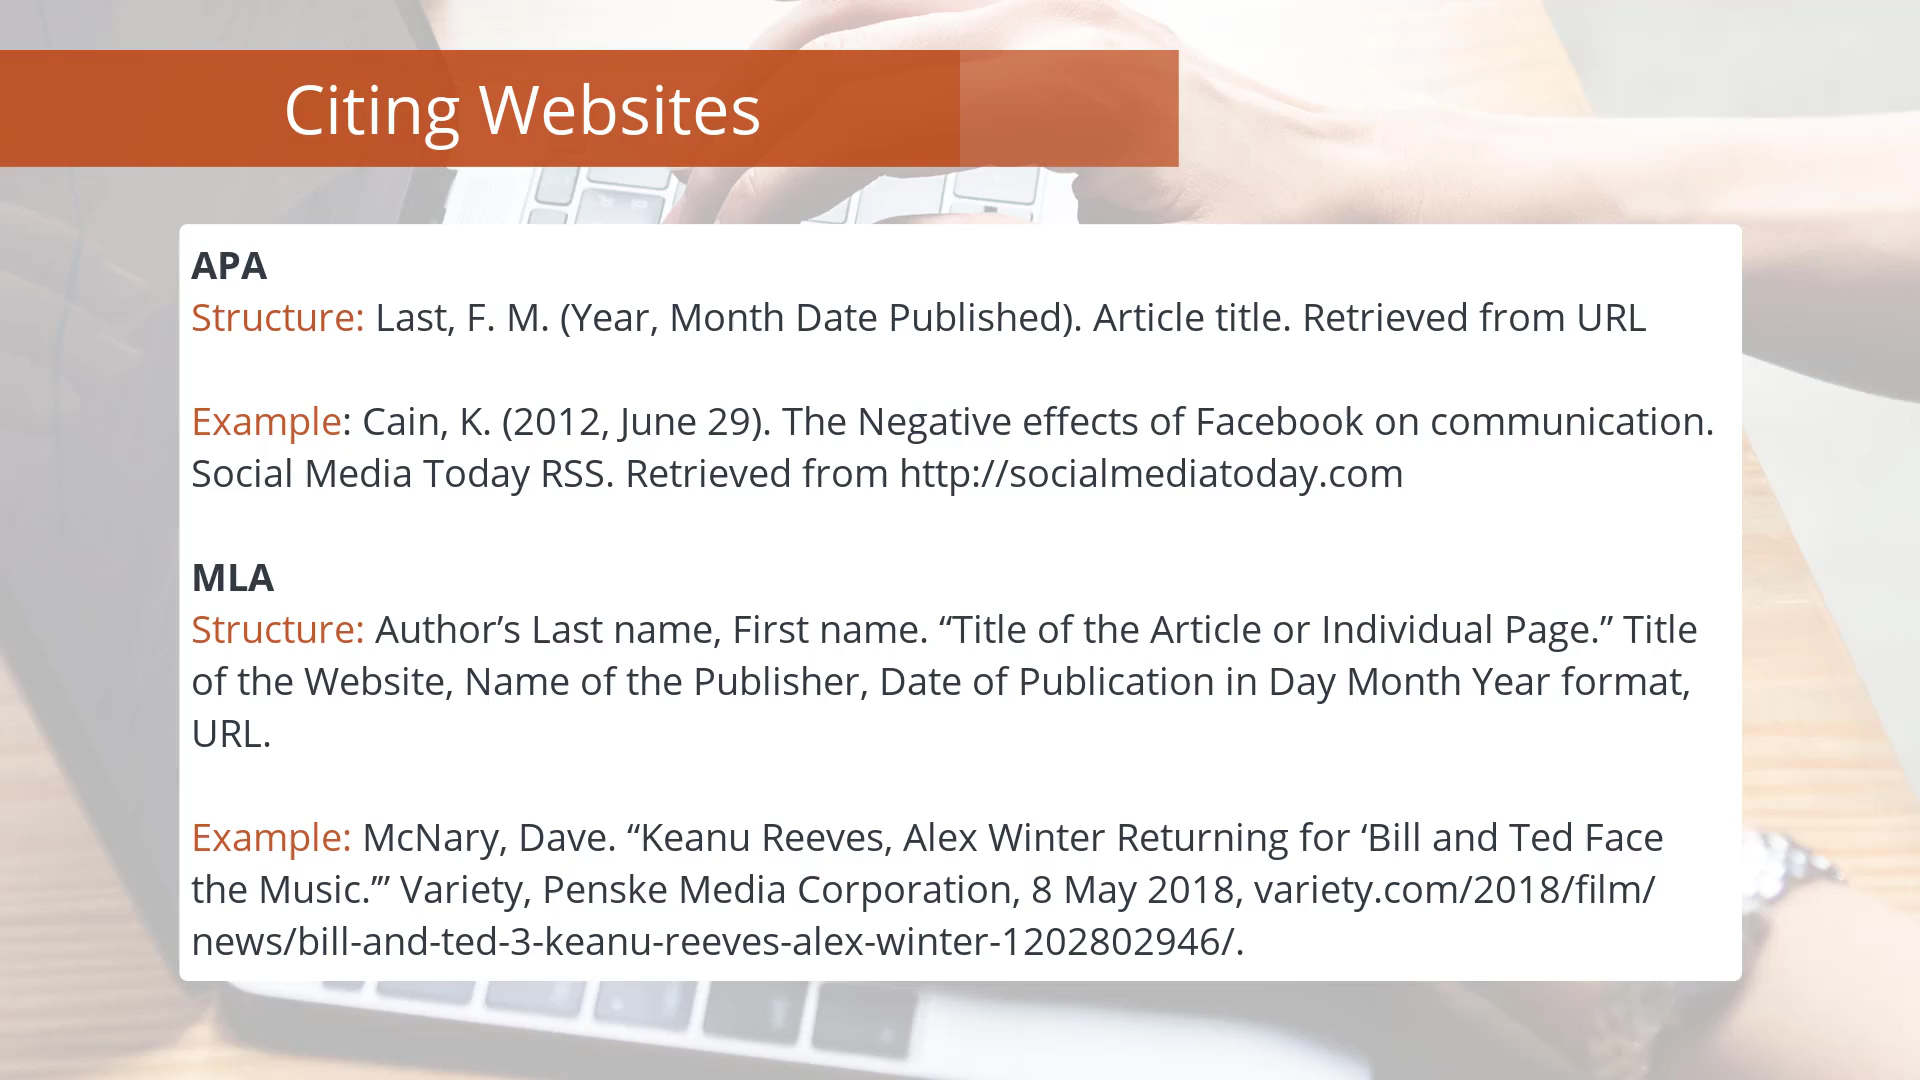 Citing Websites
APA
Structure: Last, F. M. (Year, Month Date Published). Article title. Retrieved from URL
Example: Cain, K. (2012, June 29). The Negative effects of Facebook on communication.
Social Media Today RSS. Retrieved from http://socialmediatoday.com
MLA
Structure: Author’s Last name, First name. “Title of the Article or Individual Page.” Title
of the Website, Name of the Publisher, Date of Publication in Day Month Year format,
URL.
Example: McNary, Dave. “Keanu Reeves, Alex Winter Returning for ‘Bill and Ted Face
the Music.’” Variety, Penske Media Corporation, 8 May 2018, variety.com/2018/film/
news/bill-and-ted-3-keanu-reeves-alex-winter-1202802946/.